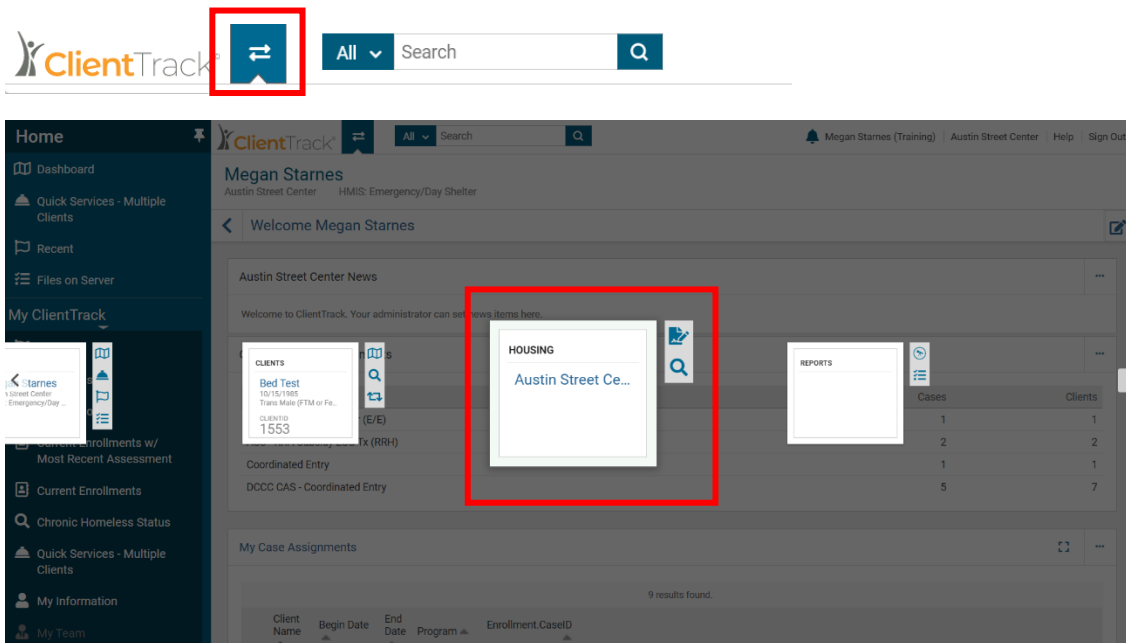 ClientTrack
All Search
Home
ClientTrack All Search Megan Starnes (Training) Austin Street Center Help Sign Out
Dashboard
Quick Services - Multiple
Clients
Recent
Files on Server
My ClientTrack
Megan Starnes
Austin Street Center HMIS: Emergency/Day Shelter
Welcome Megan Starnes
Austin Street Center News
Welcome to ClientTrack. Your administrator can set news items here.
Starnes
Street Center
Emergency/Day ...
CLIENTS
Bed Test
10/15/1985
Trans Male (FTM or Fe...
CLIENTID
1553
HOUSING
Austin Street Ce...
REPORTS
Cases Clients
(E/E) 1 1
Tx (RRH) 2 2
Coordinated Entry 1 1
DCCC CAS - Coordinated Entry 5 7
Current Enrollments w/
Most Recent Assessment
Current Enrollments
Chronic Homeless Status
Quick Services - Multiple
Clients
My Information
My Team
My Case Assignments
9 results found.
Client Name Begin Date End Date Program Enrollment.CaseID